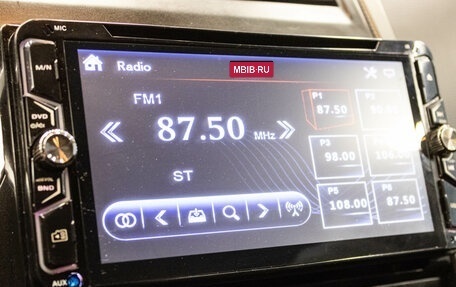 MIC
Radio
MBIB·RU
M/N
FM1
P1
87.50
P2
DVD
87.50
MHz
P3
98.00
BND
ST
P5
108.00
P6
87.50
AUX